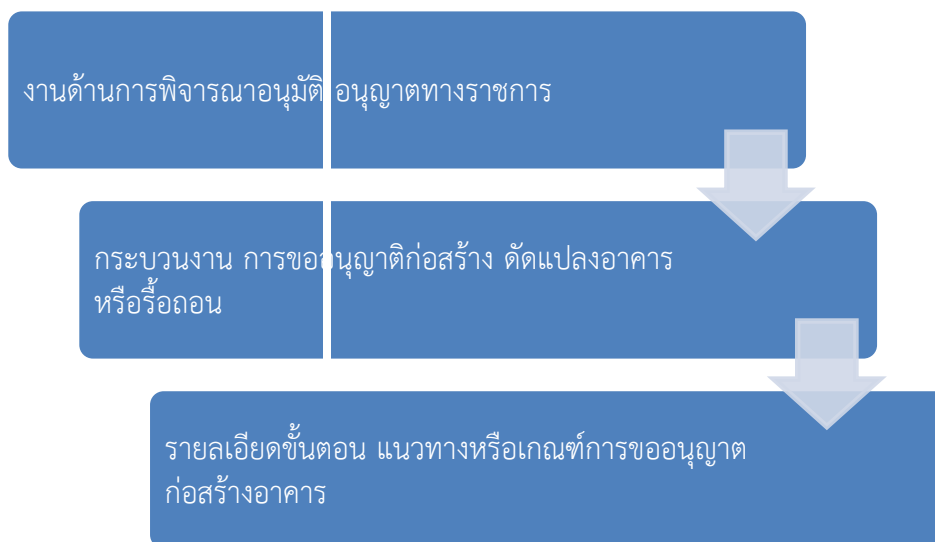 งานด้านการพิจารณาอนุมัติ อนุญาตทางราชการ
กระบวนงาน การขออนุญาติก่อสร้าง ดัดแปลงอาคาร
หรือรื้อถอน
รายลเอียดขั้นตอน แนวทางหรือเกณฑ์การขออนุญาต
ก่อสร้างอาคาร